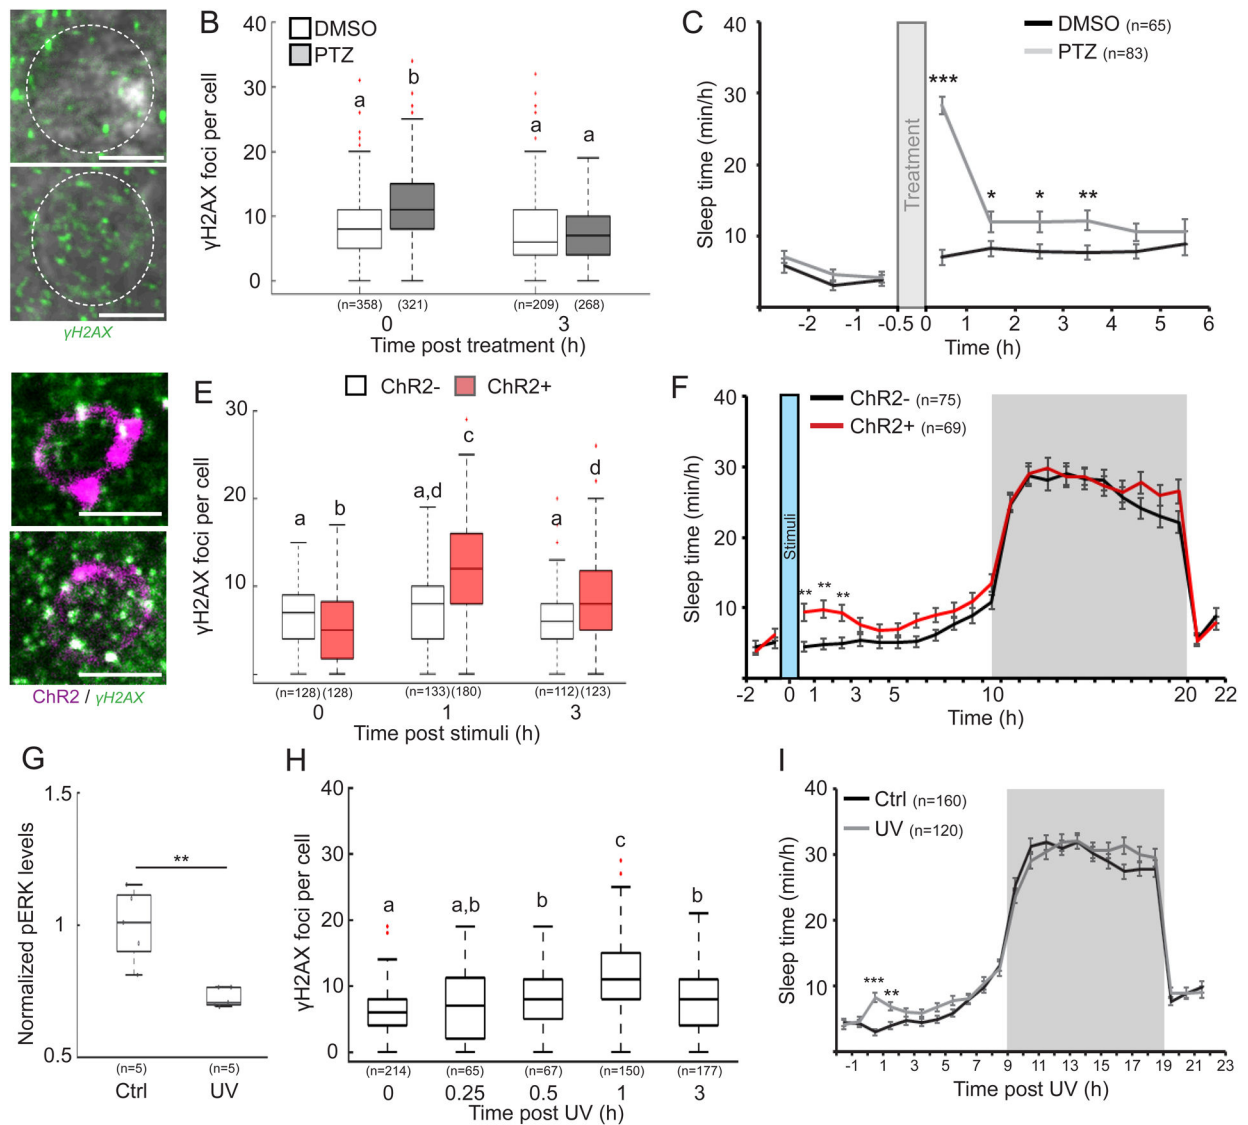 γH2AX
B
DMSO
PTZ
γH2AX foci per cell
40
30
20
10
0
a
b
a
a
(n=358)
(321)
(n=209)
(268)
0
3
Time post treatment (h)
C
DMSO (n=65)
PTZ (n=83)
Sleep time (min/h)
40
30
20
10
Treatment
***
*
*
**
-2
-1
-0.5
0
1
2
3
4
5
6
Time (h)
ChR2 / γH2AX
E
ChR2-
ChR2+
γH2AX foci per cell
30
20
10
a
b
a,d
c
a
d
(n=128)(128)
(n=133)(180)
(n=112)(123)
0
1
3
Time post stimuli (h)
F
ChR2- (n=75)
ChR2+ (n=69)
Sleep time (min/h)
40
30
20
10
Stimuli
**
**
**
-2
0
1
3
5
10
20
22
Time (h)
G
Normalized pERK levels
1.5
1
0.5
**
(n=5)
(n=5)
Ctrl
UV
H
γH2AX foci per cell
40
30
20
10
0
a
a,b
b
c
b
(n=214)
(n=65)
(n=67)
(n=150)
(n=177)
0
0.25
0.5
1
3
Time post UV (h)
I
Ctrl (n=160)
UV (n=120)
Sleep time (min/h)
40
30
20
10
***
**
-1
1
3
5
7
9
11
13
15
17
19
21
23
Time post UV (h)